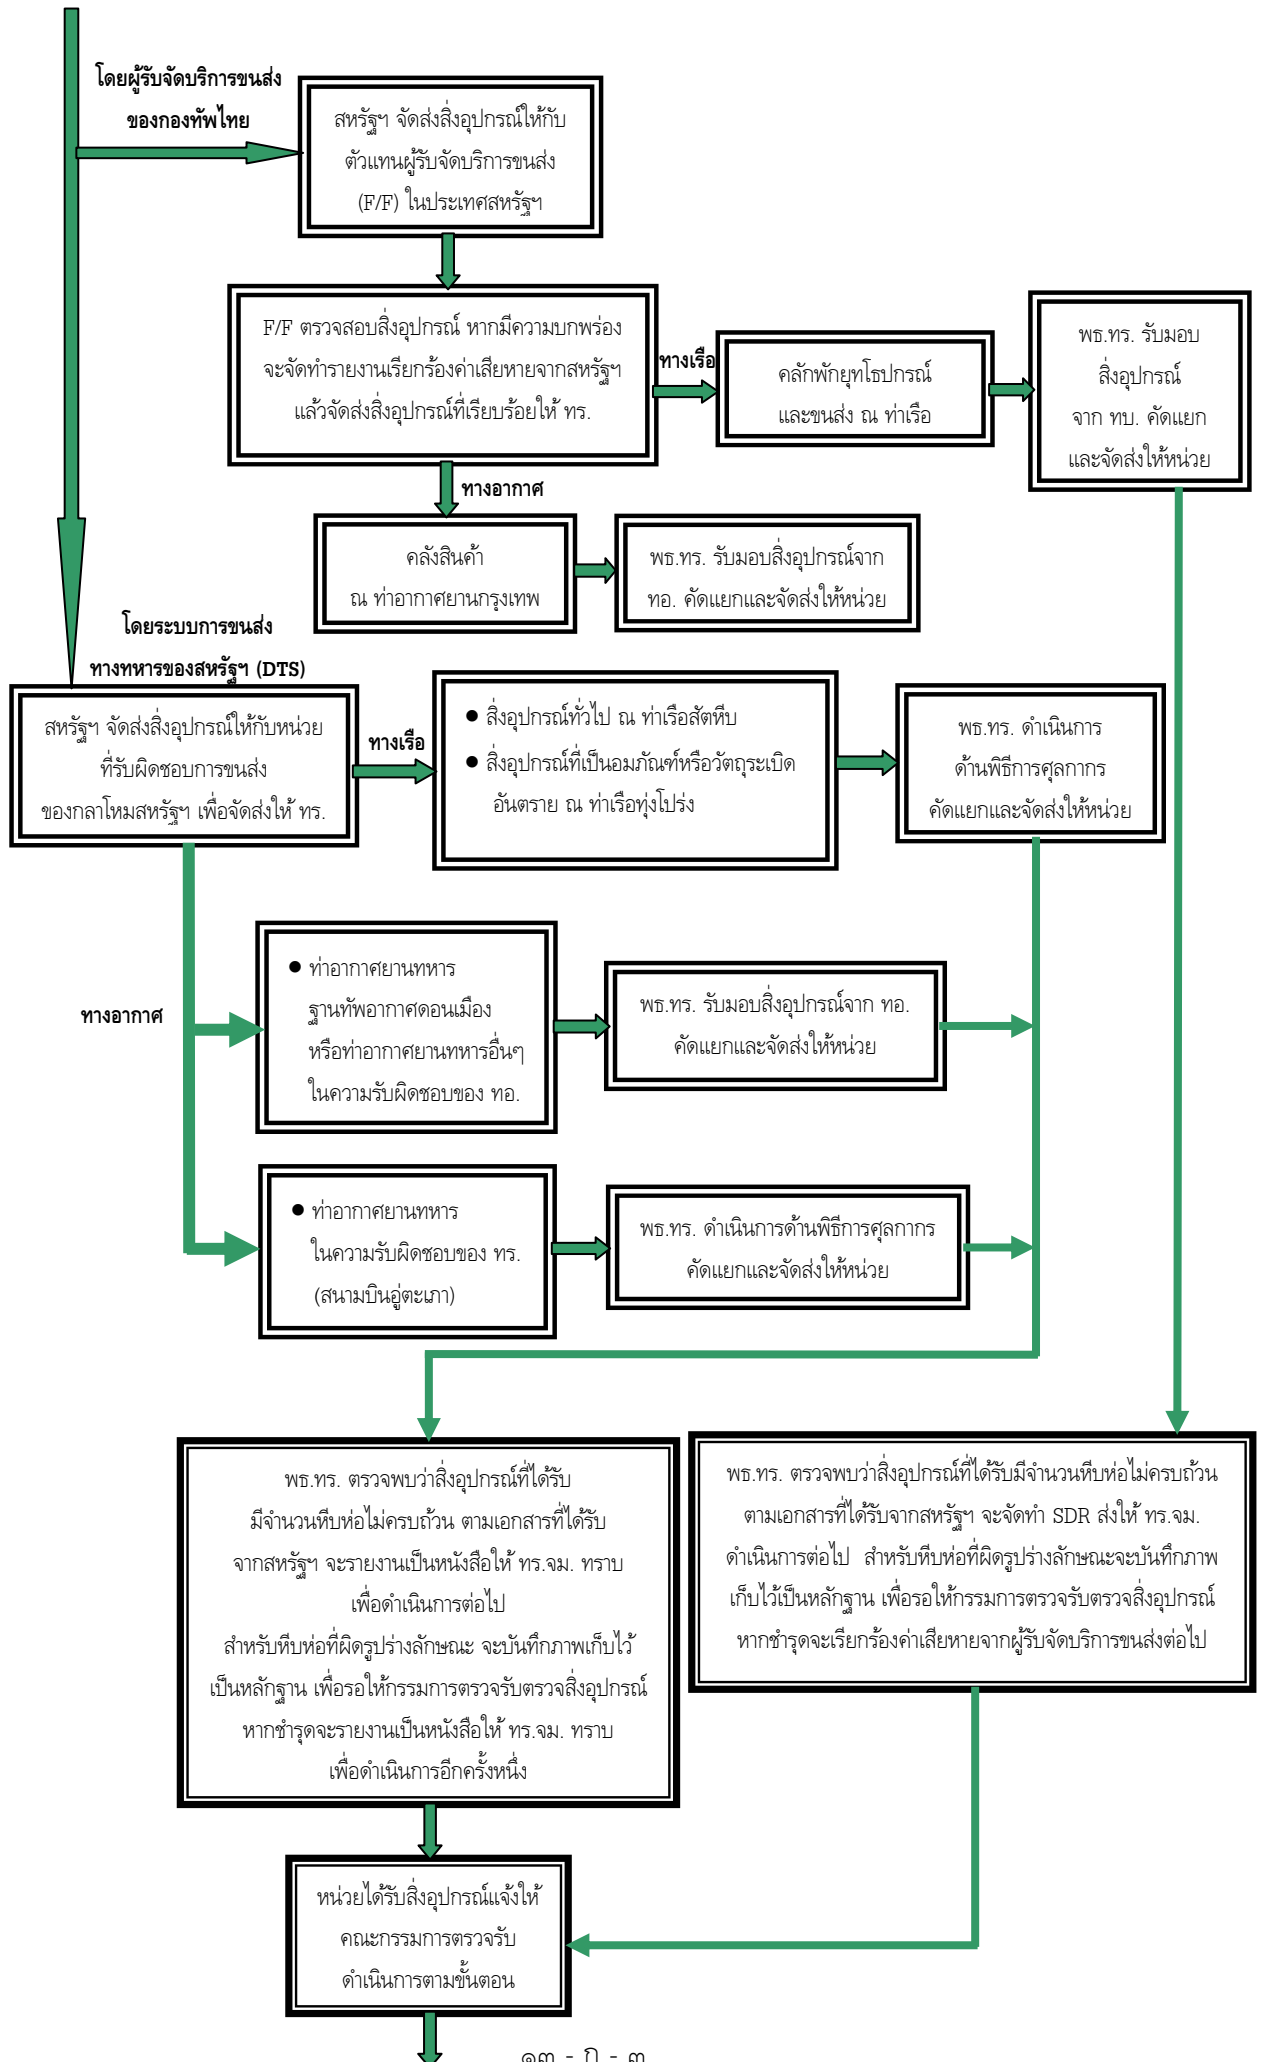 โดยผู้รับจัดบริการขนส่ง
ของกองทัพไทย
สหรัฐฯ จัดส่งสิ่งอุปกรณ์ให้กับ
ตัวแทนผู้รับจัดบริการขนส่ง
(F/F) ในประเทศสหรัฐฯ
F/F ตรวจสอบสิ่งอุปกรณ์ หากมีความบกพร่อง
จะจัดทำรายงานเรียกร้องค่าเสียหายจากสหรัฐฯ
แล้วจัดส่งสิ่งอุปกรณ์ที่เรียบร้อยให้ ทร.
ทางเรือ
คลักพักยุทโธปกรณ์
และขนส่ง ณ ท่าเรือ
พธ.ทร. รับมอบ
สิ่งอุปกรณ์
จาก ทบ. คัดแยก
และจัดส่งให้หน่วย
ทางอากาศ
คลังสินค้า
ณ ท่าอากาศยานกรุงเทพ
พธ.ทร. รับมอบสิ่งอุปกรณ์จาก
ทอ. คัดแยกและจัดส่งให้หน่วย
โดยระบบการขนส่ง
ทางทหารของสหรัฐฯ (DTS)
สหรัฐฯ จัดส่งสิ่งอุปกรณ์ให้กับหน่วย
ที่รับผิดชอบการขนส่ง
ของกลาโหมสหรัฐฯ เพื่อจัดส่งให้ ทร.
ทางเรือ
● สิ่งอุปกรณ์ทั่วไป ณ ท่าเรือสัตหีบ
● สิ่งอุปกรณ์ที่เป็นอมภัณฑ์หรือวัตถุระเบิด
อันตราย ณ ท่าเรือทุ่งโปร่ง
พธ.ทร. ดำเนินการ
ด้านพิธีการศุลกากร
คัดแยกและจัดส่งให้หน่วย
ทางอากาศ
● ท่าอากาศยานทหาร
ฐานทัพอากาศดอนเมือง
หรือท่าอากาศยานทหารอื่นๆ
ในความรับผิดชอบของ ทอ.
พธ.ทร. รับมอบสิ่งอุปกรณ์จาก ทอ.
คัดแยกและจัดส่งให้หน่วย
● ท่าอากาศยานทหาร
ในความรับผิดชอบของ ทร.
(สนามบินอู่ตะเภา)
พธ.ทร. ดำเนินการด้านพิธีการศุลกากร
คัดแยกและจัดส่งให้หน่วย
พธ.ทร. ตรวจพบว่าสิ่งอุปกรณ์ที่ได้รับ
มีจำนวนหีบห่อไม่ครบถ้วน ตามเอกสารที่ได้รับ
จากสหรัฐฯ จะรายงานเป็นหนังสือให้ ทร.จม. ทราบ
เพื่อดำเนินการต่อไป
สำหรับหีบห่อที่ผิดรูปร่างลักษณะ จะบันทึกภาพเก็บไว้
เป็นหลักฐาน เพื่อรอให้กรรมการตรวจรับตรวจสิ่งอุปกรณ์
หากชำรุดจะรายงานเป็นหนังสือให้ ทร.จม. ทราบ
เพื่อดำเนินการอีกครั้งหนึ่ง
พธ.ทร. ตรวจพบว่าสิ่งอุปกรณ์ที่ได้รับมีจำนวนหีบห่อไม่ครบถ้วน
ตามเอกสารที่ได้รับจากสหรัฐฯ จะจัดทำ SDR ส่งให้ ทร.จม.
ดำเนินการต่อไป สำหรับหีบห่อที่ผิดรูปร่างลักษณะจะบันทึกภาพ
เก็บไว้เป็นหลักฐาน เพื่อรอให้กรรมการตรวจรับตรวจสิ่งอุปกรณ์
หากชำรุดจะเรียกร้องค่าเสียหายจากผู้รับจัดบริการขนส่งต่อไป
หน่วยได้รับสิ่งอุปกรณ์แจ้งให้
คณะกรรมการตรวจรับ
ดำเนินการตามขั้นตอน
๑๓ - ก - ๓